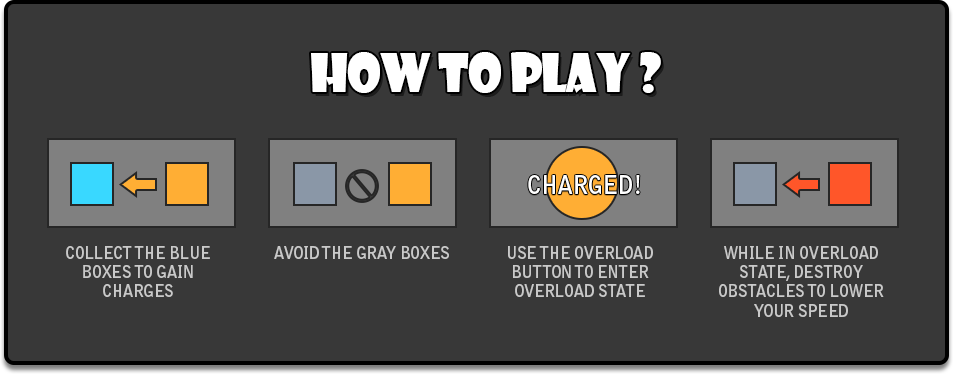 HOW TO PLAY ?
CHARGED!
COLLECT THE BLUE
BOXES TO GAIN
CHARGES
AVOID THE GRAY BOXES
USE THE OVERLOAD
BUTTON TO ENTER
OVERLOAD STATE
WHILE IN OVERLOAD
STATE, DESTROY
OBSTACLES TO LOWER
YOUR SPEED